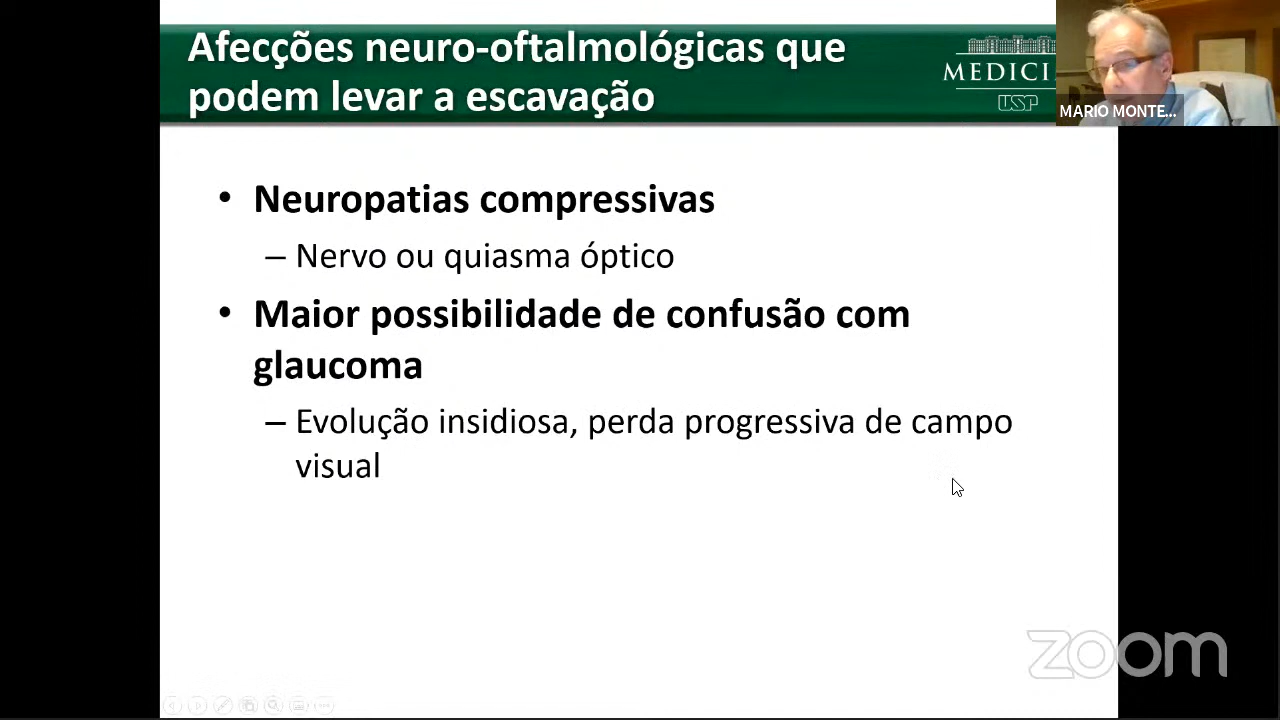 Afecções neuro-oftalmológicas que
podem levar a escavação
MEDICI
USP
MARIO MONTE...
• Neuropatias compressivas
– Nervo ou quiasma óptico
• Maior possibilidade de confusão com
glaucoma
– Evolução insidiosa, perda progressiva de campo
visual
zoom